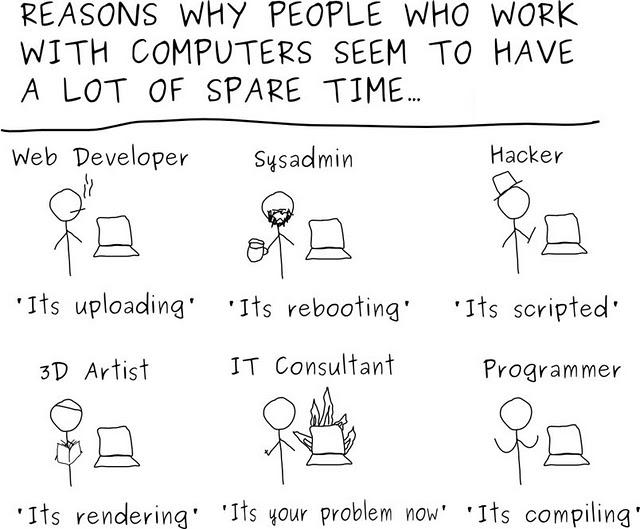 REASONS WHY PEOPLE WHO WORK
WITH COMPUTERS SEEM TO HAVE
A LOT OF SPARE TIME...
Web Developer
Sysadmin
Hacker
'Its uploading'
'Its rebooting'
'Its scripted'
3D Artist
IT Consultant
Programmer
'Its rendering'
'Its your problem now'
'Its compiling'